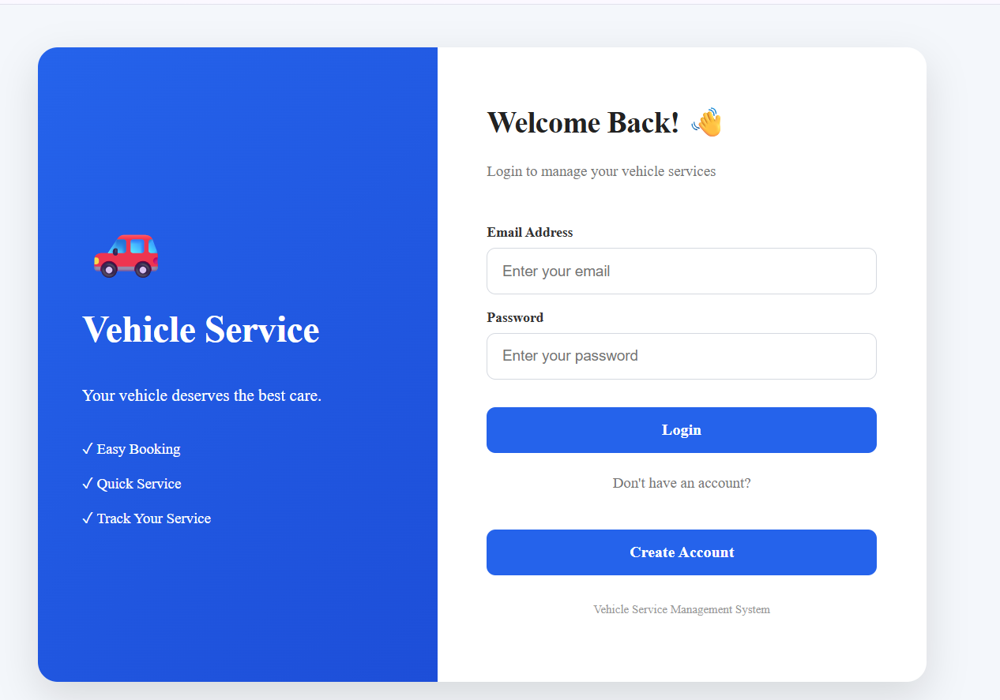 Vehicle Service
Your vehicle deserves the best care.
✓ Easy Booking
✓ Quick Service
✓ Track Your Service
Welcome Back! 👋
Login to manage your vehicle services
Email Address
Enter your email
Password
Enter your password
Login
Don't have an account?
Create Account
Vehicle Service Management System